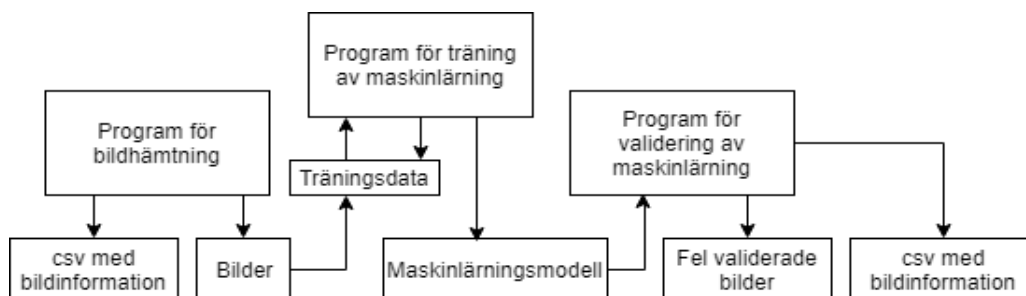 Program för träning
av maskinlärning
Program för
bildhämtning
Program för
validering av
maskinlärning
Träningsdata
csv med
bildinformation
Bilder
Maskinlärningsmodell
Fel validerade
bilder
csv med
bildinformation